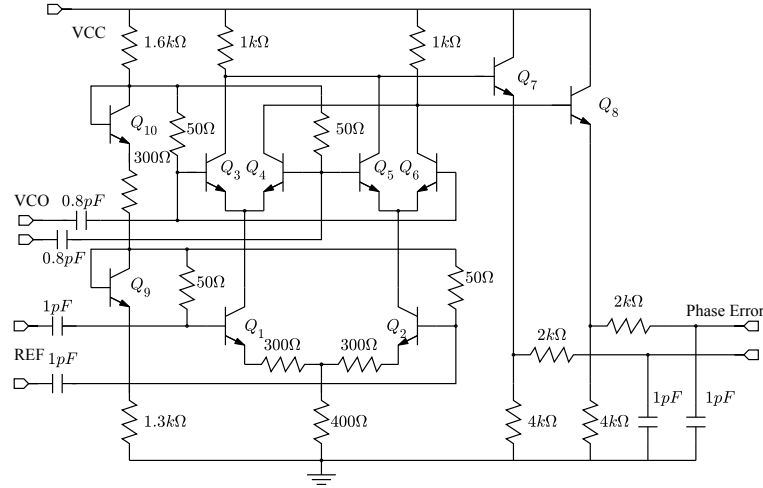 VCC
1.6kΩ
1kΩ
1kΩ
Q7
Q8
Q10
50Ω
50Ω
300Ω
Q3
Q4
Q5
Q6
VCO
0.8pF
0.8pF
Q9
50Ω
50Ω
1pF
Q1
Q2
300Ω
300Ω
2kΩ
Phase Error
2kΩ
REF
1pF
1.3kΩ
400Ω
4kΩ
4kΩ
1pF
1pF